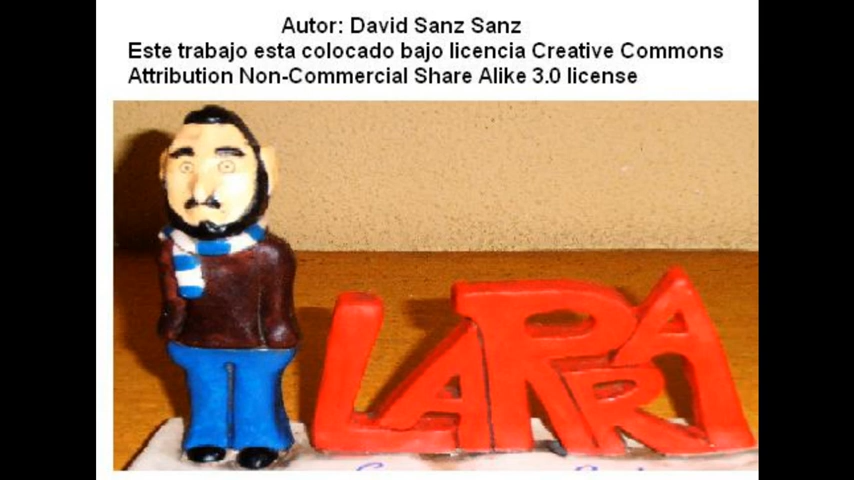 Autor: David Sanz Sanz
Este trabajo esta colocado bajo licencia Creative Commons
Attribution Non-Commercial Share Alike 3.0 license
LARRA